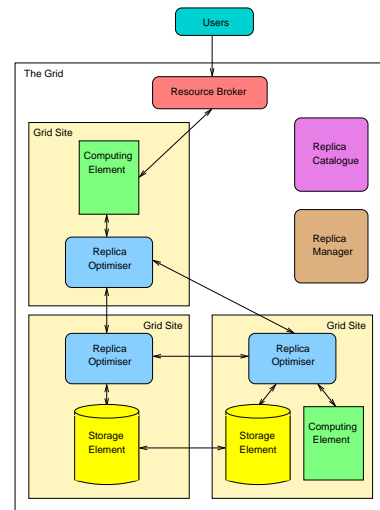 Users
The Grid
Resource Broker
Grid Site
Computing
Element
Replica
Catalogue
Replica
Optimiser
Replica
Manager
Grid Site
Grid Site
Replica
Optimiser
Replica
Optimiser
Storage
Element
Storage
Element
Computing
Element